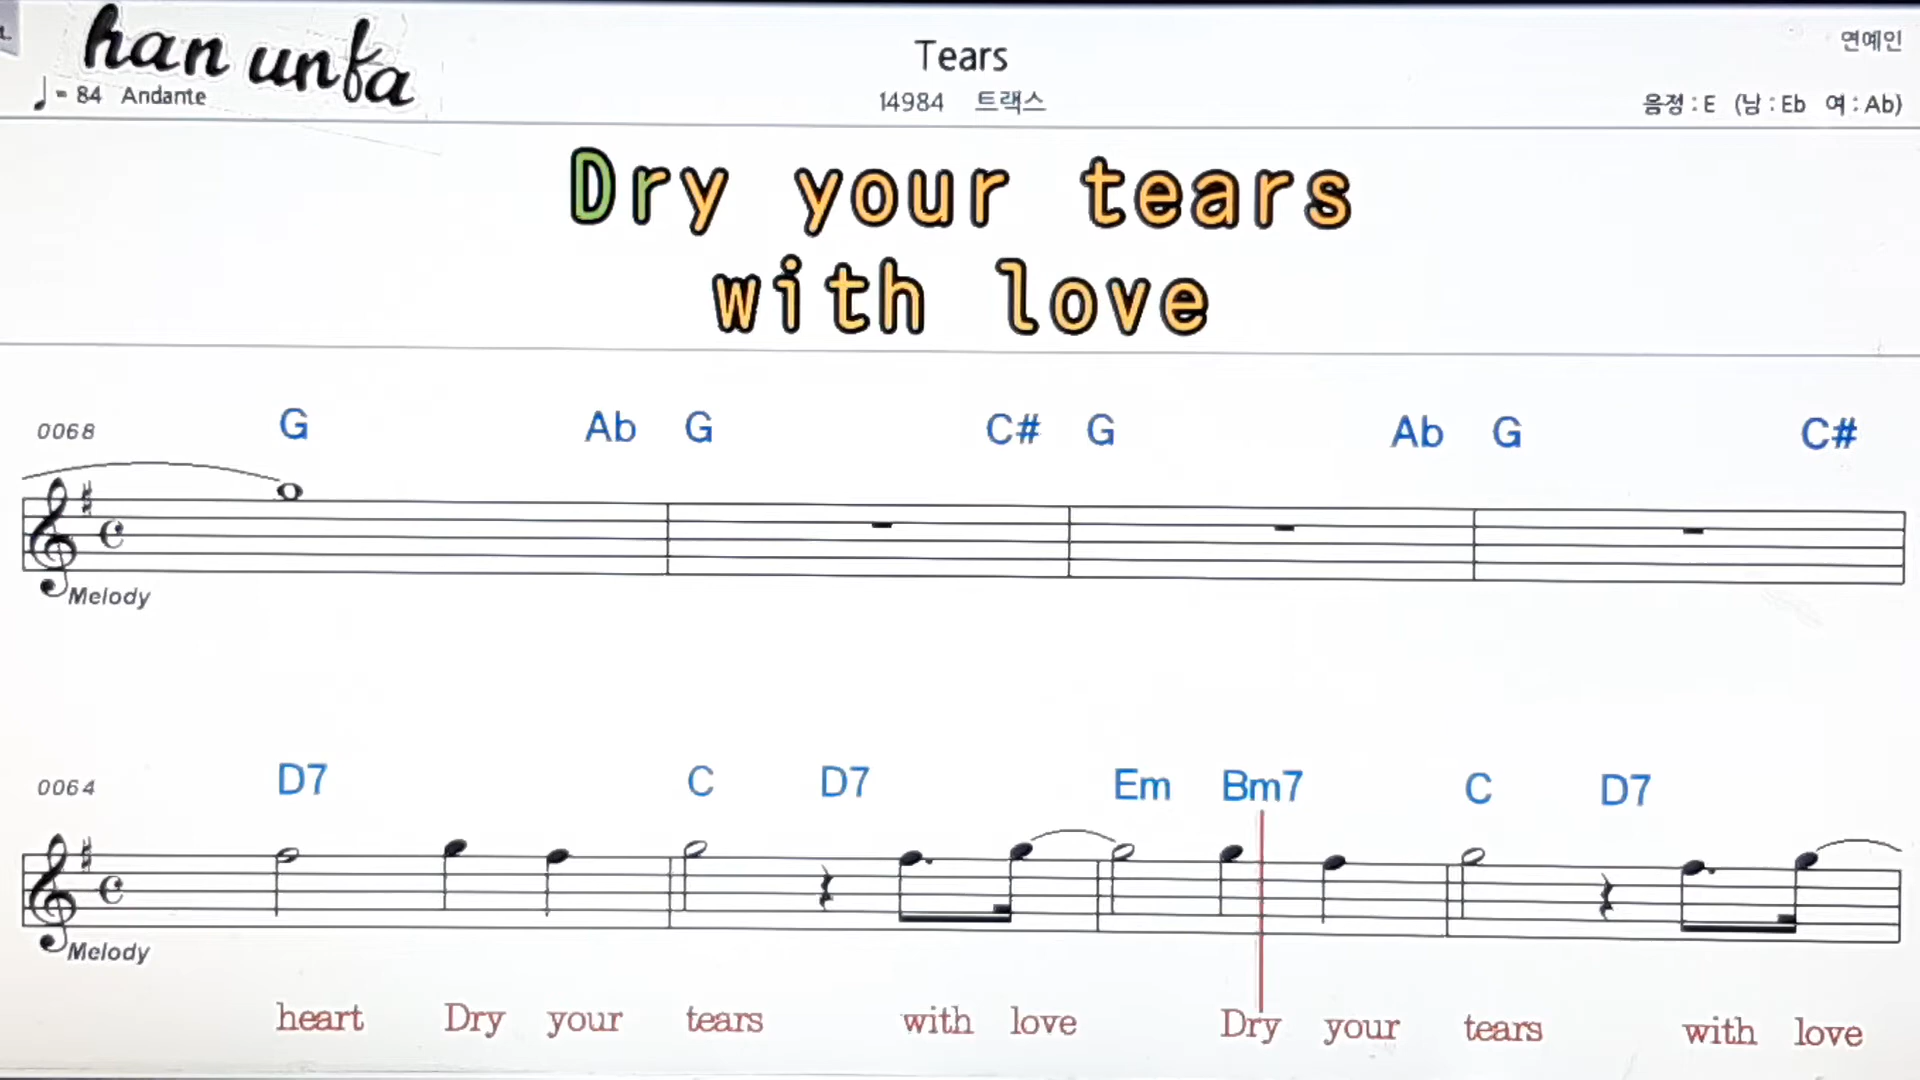 han unfa
♩ = 84 Andante
Tears
14984 트랙스
연예인
음정 : E (남 : Eb 여 : Ab)
Dry your tears
with love
0068 G Ab G C# G Ab G C#
Melody
0064 D7 C D7 Em Bm7 C D7
Melody
heart Dry your tears with love Dry your tears with love